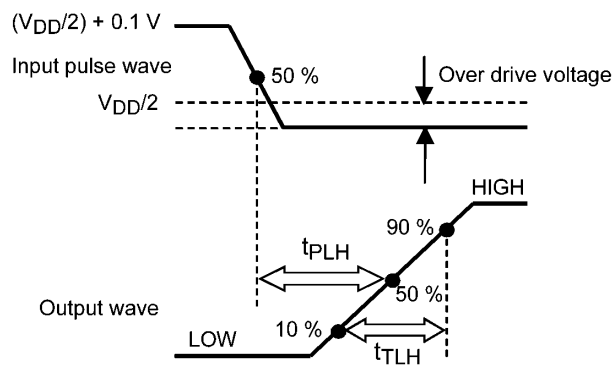 (VDD/2) + 0.1 V
Input pulse wave
50 %
Over drive voltage
VDD/2
HIGH
90 %
tPLH
50 %
Output wave
10 %
LOW
tTLH